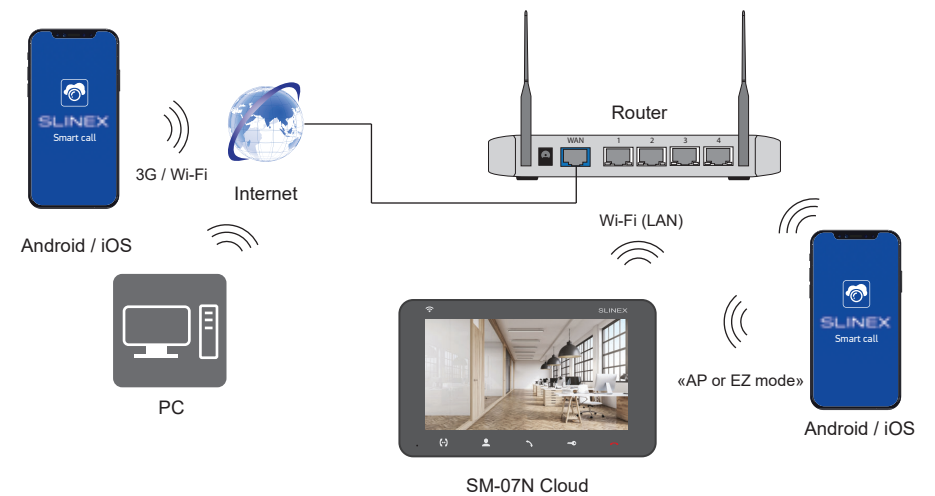 SLINEX
Smart call
3G / Wi-Fi
Android / iOS
Internet
Router
WAN
1
2
3
4
Wi-Fi (LAN)
PC
SLINEX
SM-07N Cloud
«AP or EZ mode»
SLINEX
Smart call
Android / iOS